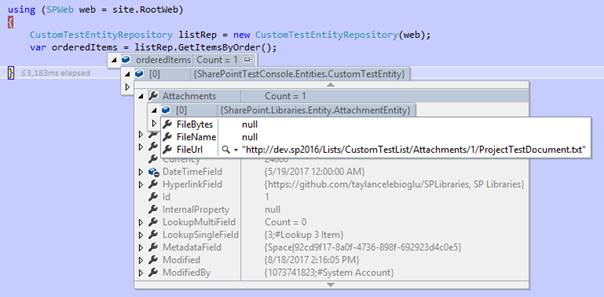 using (SPWeb web = site.RootWeb)
{
CustomTestEntityRepository listRep = new CustomTestEntityRepository(web);
var orderedItems = listRep.GetItemsByOrder();
orderedItems Count = 1
} ≤3,183ms elapsed
[0] {SharePointTestConsole.Entities.CustomTestEntity}
Attachments Count = 1
[0] {SharePoint.Libraries.Entity.AttachmentEntity}
FileBytes null
FileName null
FileUrl "http://dev.sp2016/Lists/CustomTestList/Attachments/1/ProjectTestDocument.txt"
Currency 24000
DateTimeField {5/19/2017 12:00:00 AM}
HyperlinkField {https://github.com/taylancelebioglu/SPLibraries, SP Libraries}
Id 1
InternalProperty null
LookupMultiField Count = 0
LookupSingleField {3;#Lookup 3 Item}
MetadataField {Space|92cd9f17-8a0f-4736-898f-692923d4c0e5}
Modified {8/18/2017 2:16:05 PM}
ModifiedBy {1073741823;#System Account}